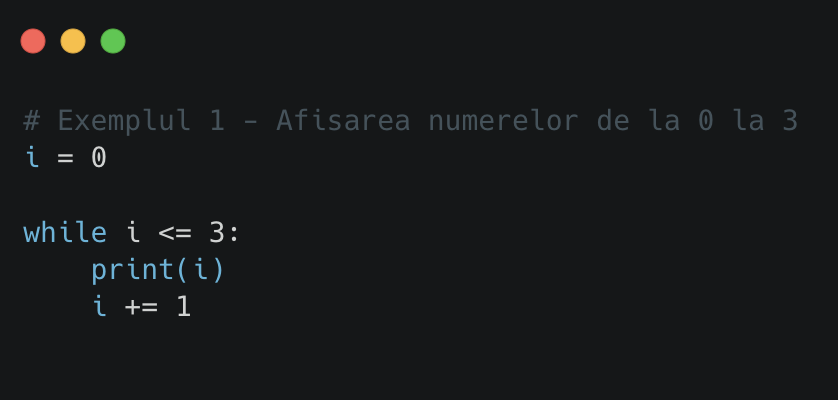 # Exemplul 1 - Afisarea numerelor de la 0 la 3
i = 0
while i <= 3:
    print(i)
    i += 1